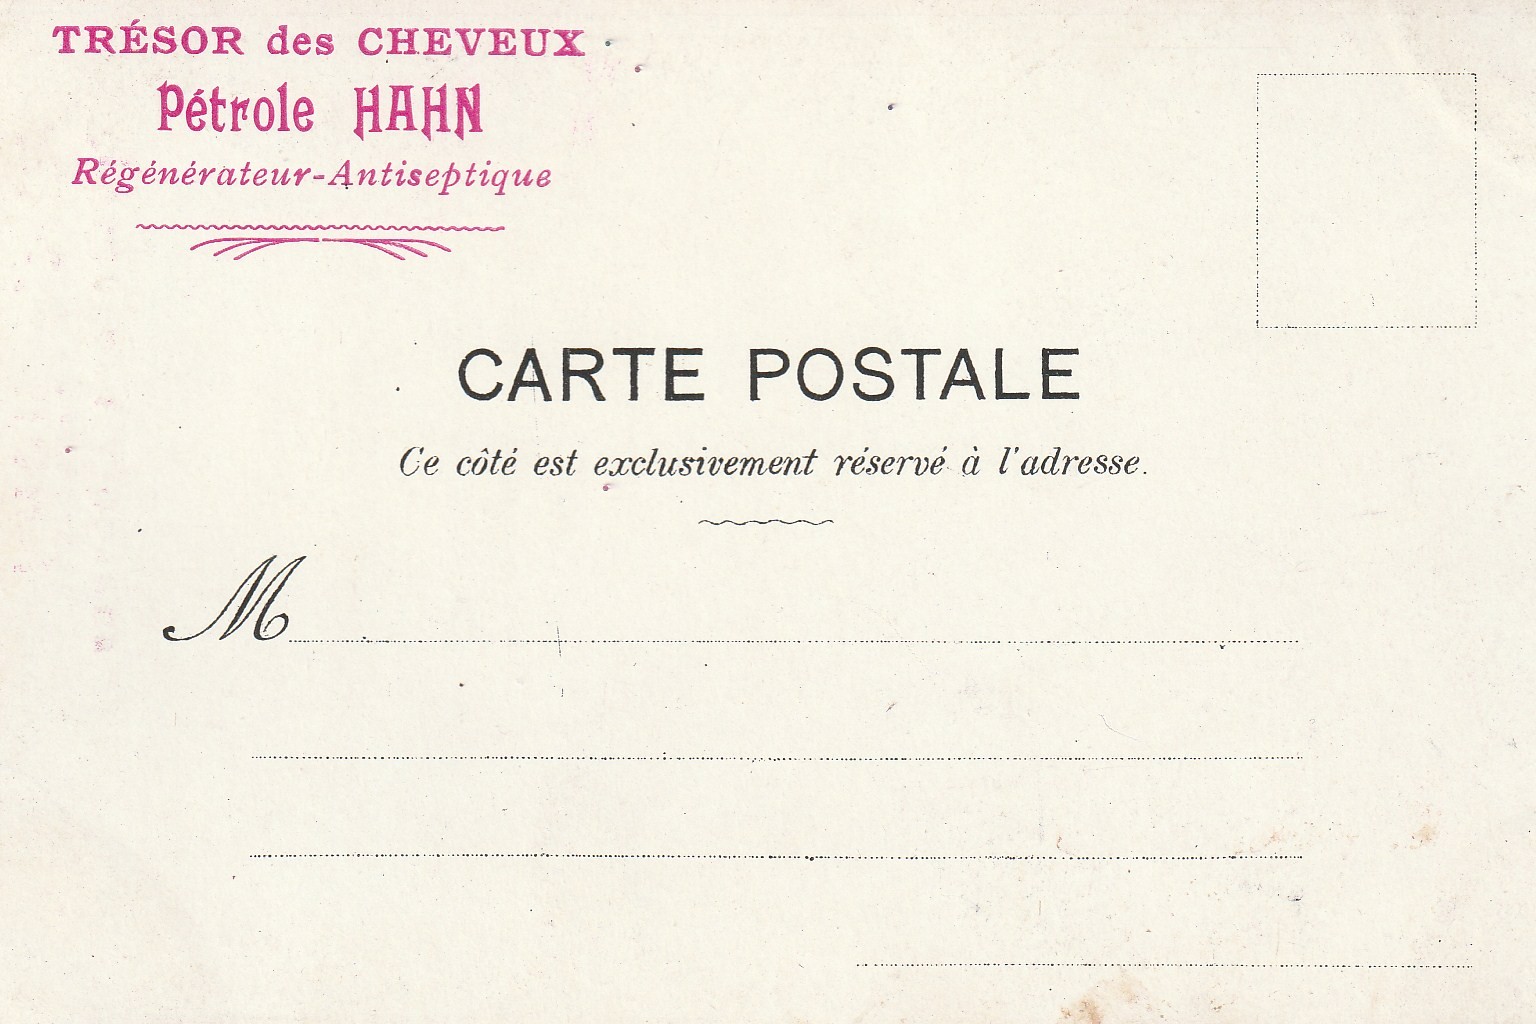 TRÉSOR des CHEVEUX
Pétrole HAHN
Régénérateur-Antiseptique
CARTE POSTALE
Ce côté est exclusivement réservé à l'adresse.
M